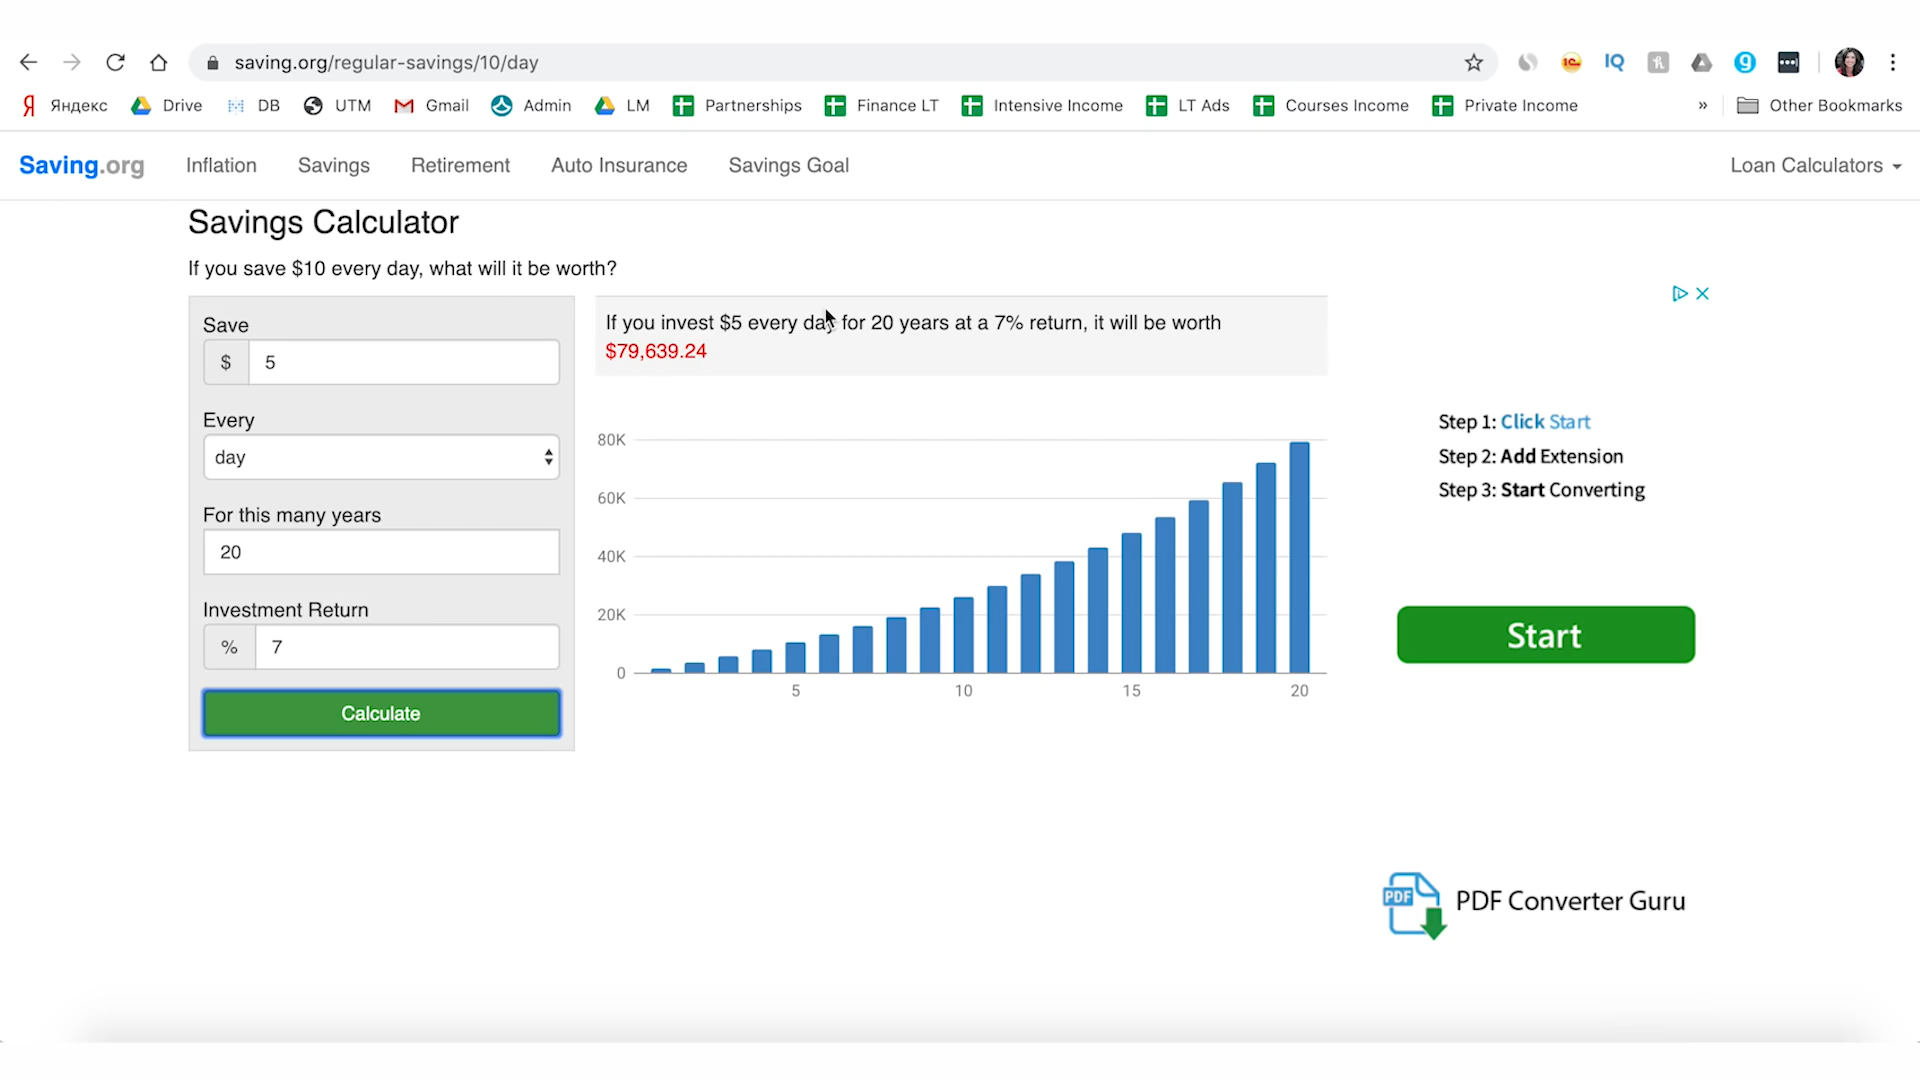 saving.org/regular-savings/10/day
Яндекс Drive DB UTM Gmail Admin LM Partnerships Finance LT Intensive Income LT Ads Courses Income Private Income » Other Bookmarks
Saving.org Inflation Savings Retirement Auto Insurance Savings Goal Loan Calculators
Savings Calculator
If you save $10 every day, what will it be worth?
Save
$ 5
Every
day
For this many years
20
Investment Return
% 7
Calculate
If you invest $5 every day for 20 years at a 7% return, it will be worth
$79,639.24
80K
60K
40K
20K
0
5 10 15 20
Step 1: Click Start
Step 2: Add Extension
Step 3: Start Converting
Start
PDF PDF Converter Guru